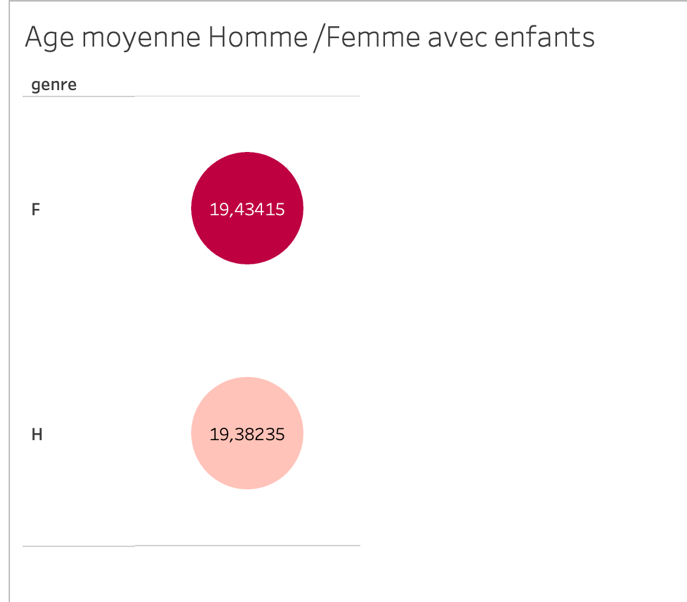 Age moyenne Homme /Femme avec enfants
genre
F
19,43415
H
19,38235